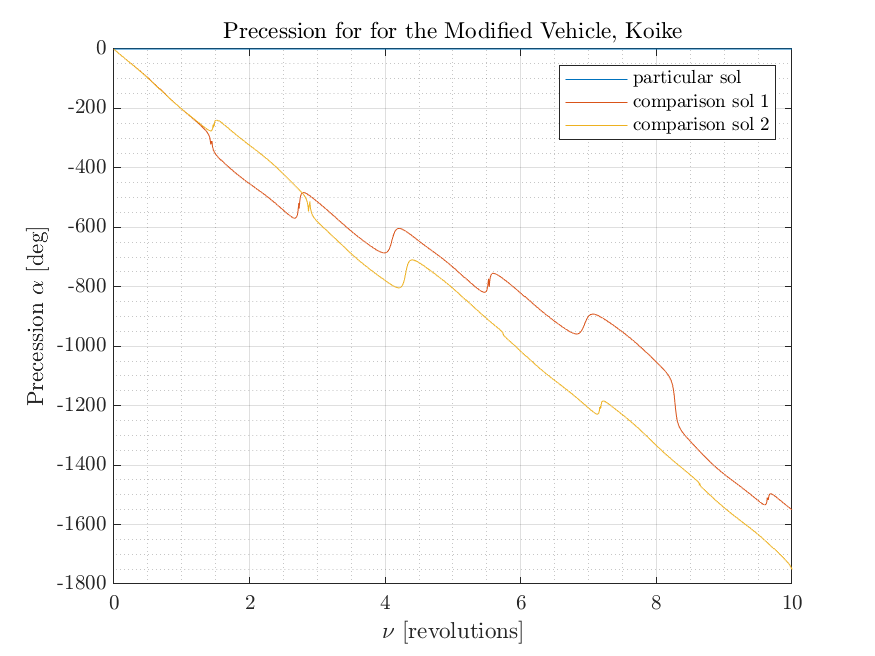 Precession for for the Modified Vehicle, Koike
particular sol
comparison sol 1
comparison sol 2
0
-200
-400
-600
-800
-1000
-1200
-1400
-1600
-1800
Precession α [deg]
0 2 4 6 8 10
ν [revolutions]